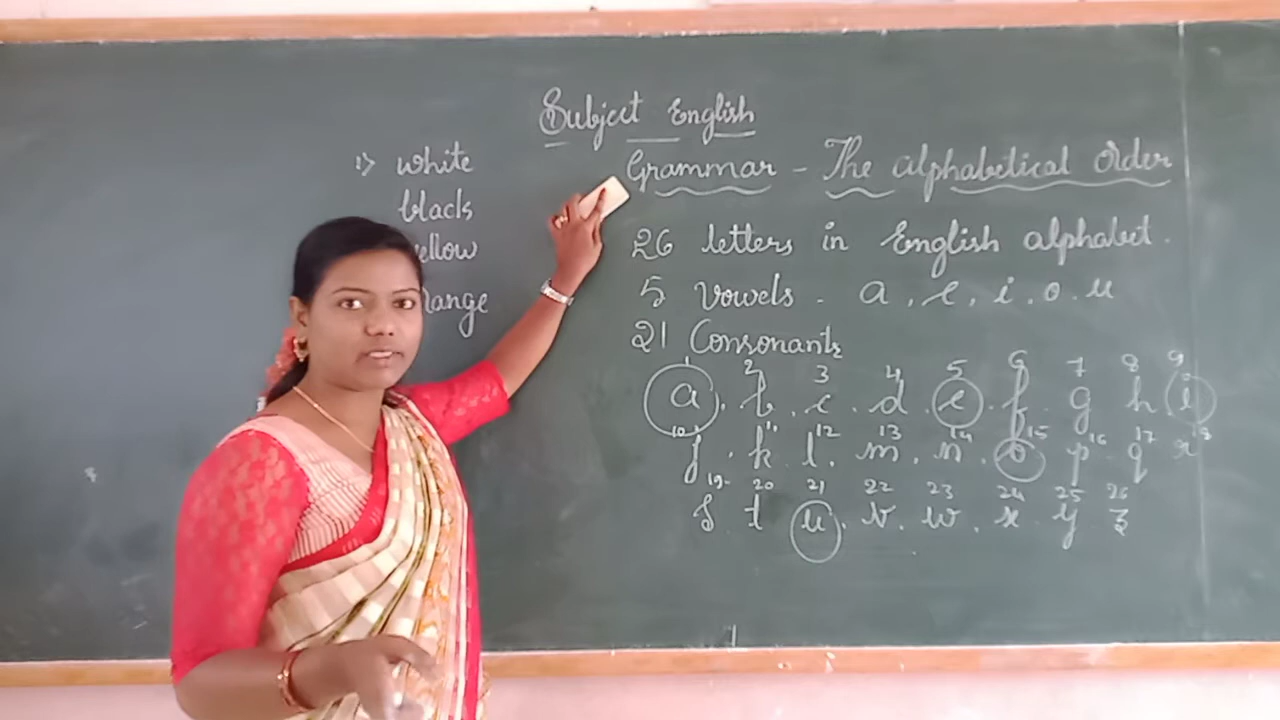 Subject English
Grammar - The Alphabetical Order
1) white
black
ellow
range
26 letters in English alphabet.
5 Vowels - a, e, i, o, u
21 Consonants
1 2 3 4 5 6 7 8 9
a, b, c, d, e, f, g h i
10 11 12 13 14 15 16 17 18
j, k l, m, n, o p q r
19 20 21 22 23 24 25 26
s t u, v, w, x y z